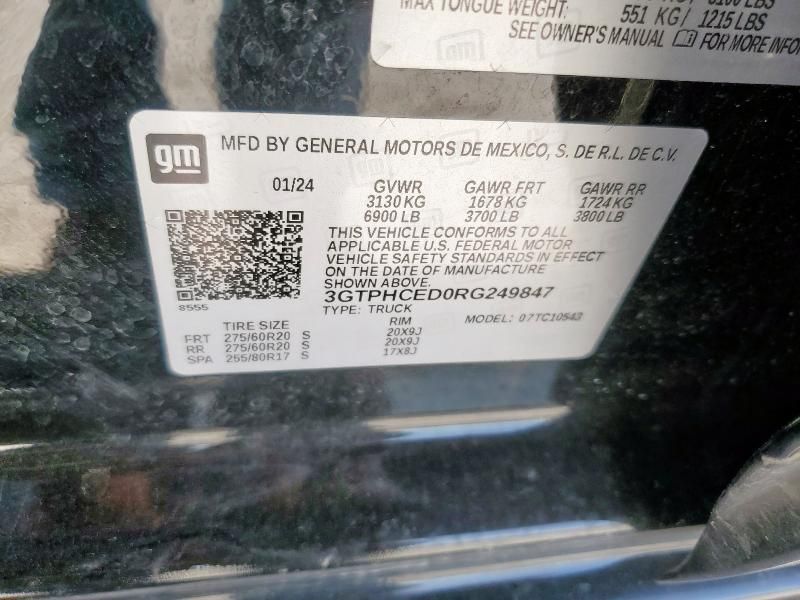 MAX TONGUE WEIGHT: 551 KG/ 1215 LBS
SEE OWNER'S MANUAL FOR MORE INFOR
gm
MFD BY GENERAL MOTORS DE MEXICO, S. DE R.L. DE C.V.
01/24 GVWR GAWR FRT GAWR RR
3130 KG 1678 KG 1724 KG
6900 LB 3700 LB 3800 LB
THIS VEHICLE CONFORMS TO ALL
APPLICABLE U.S. FEDERAL MOTOR
VEHICLE SAFETY STANDARDS IN EFFECT
ON THE DATE OF MANUFACTURE
SHOWN ABOVE
8555
3GTPHCED0RG249847
TYPE: TRUCK MODEL: 07TC10543
TIRE SIZE RIM
FRT 275/60R20 S 20X9J
RR 275/60R20 S 20X9J
SPA 255/80R17 S 17X8J